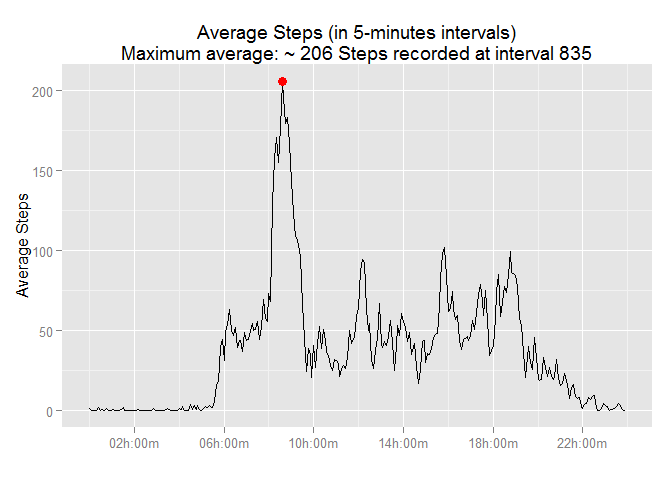 Average Steps (in 5-minutes intervals)
Maximum average: ~ 206 Steps recorded at interval 835
Average Steps
200
150
100
50
0
02h:00m 06h:00m 10h:00m 14h:00m 18h:00m 22h:00m